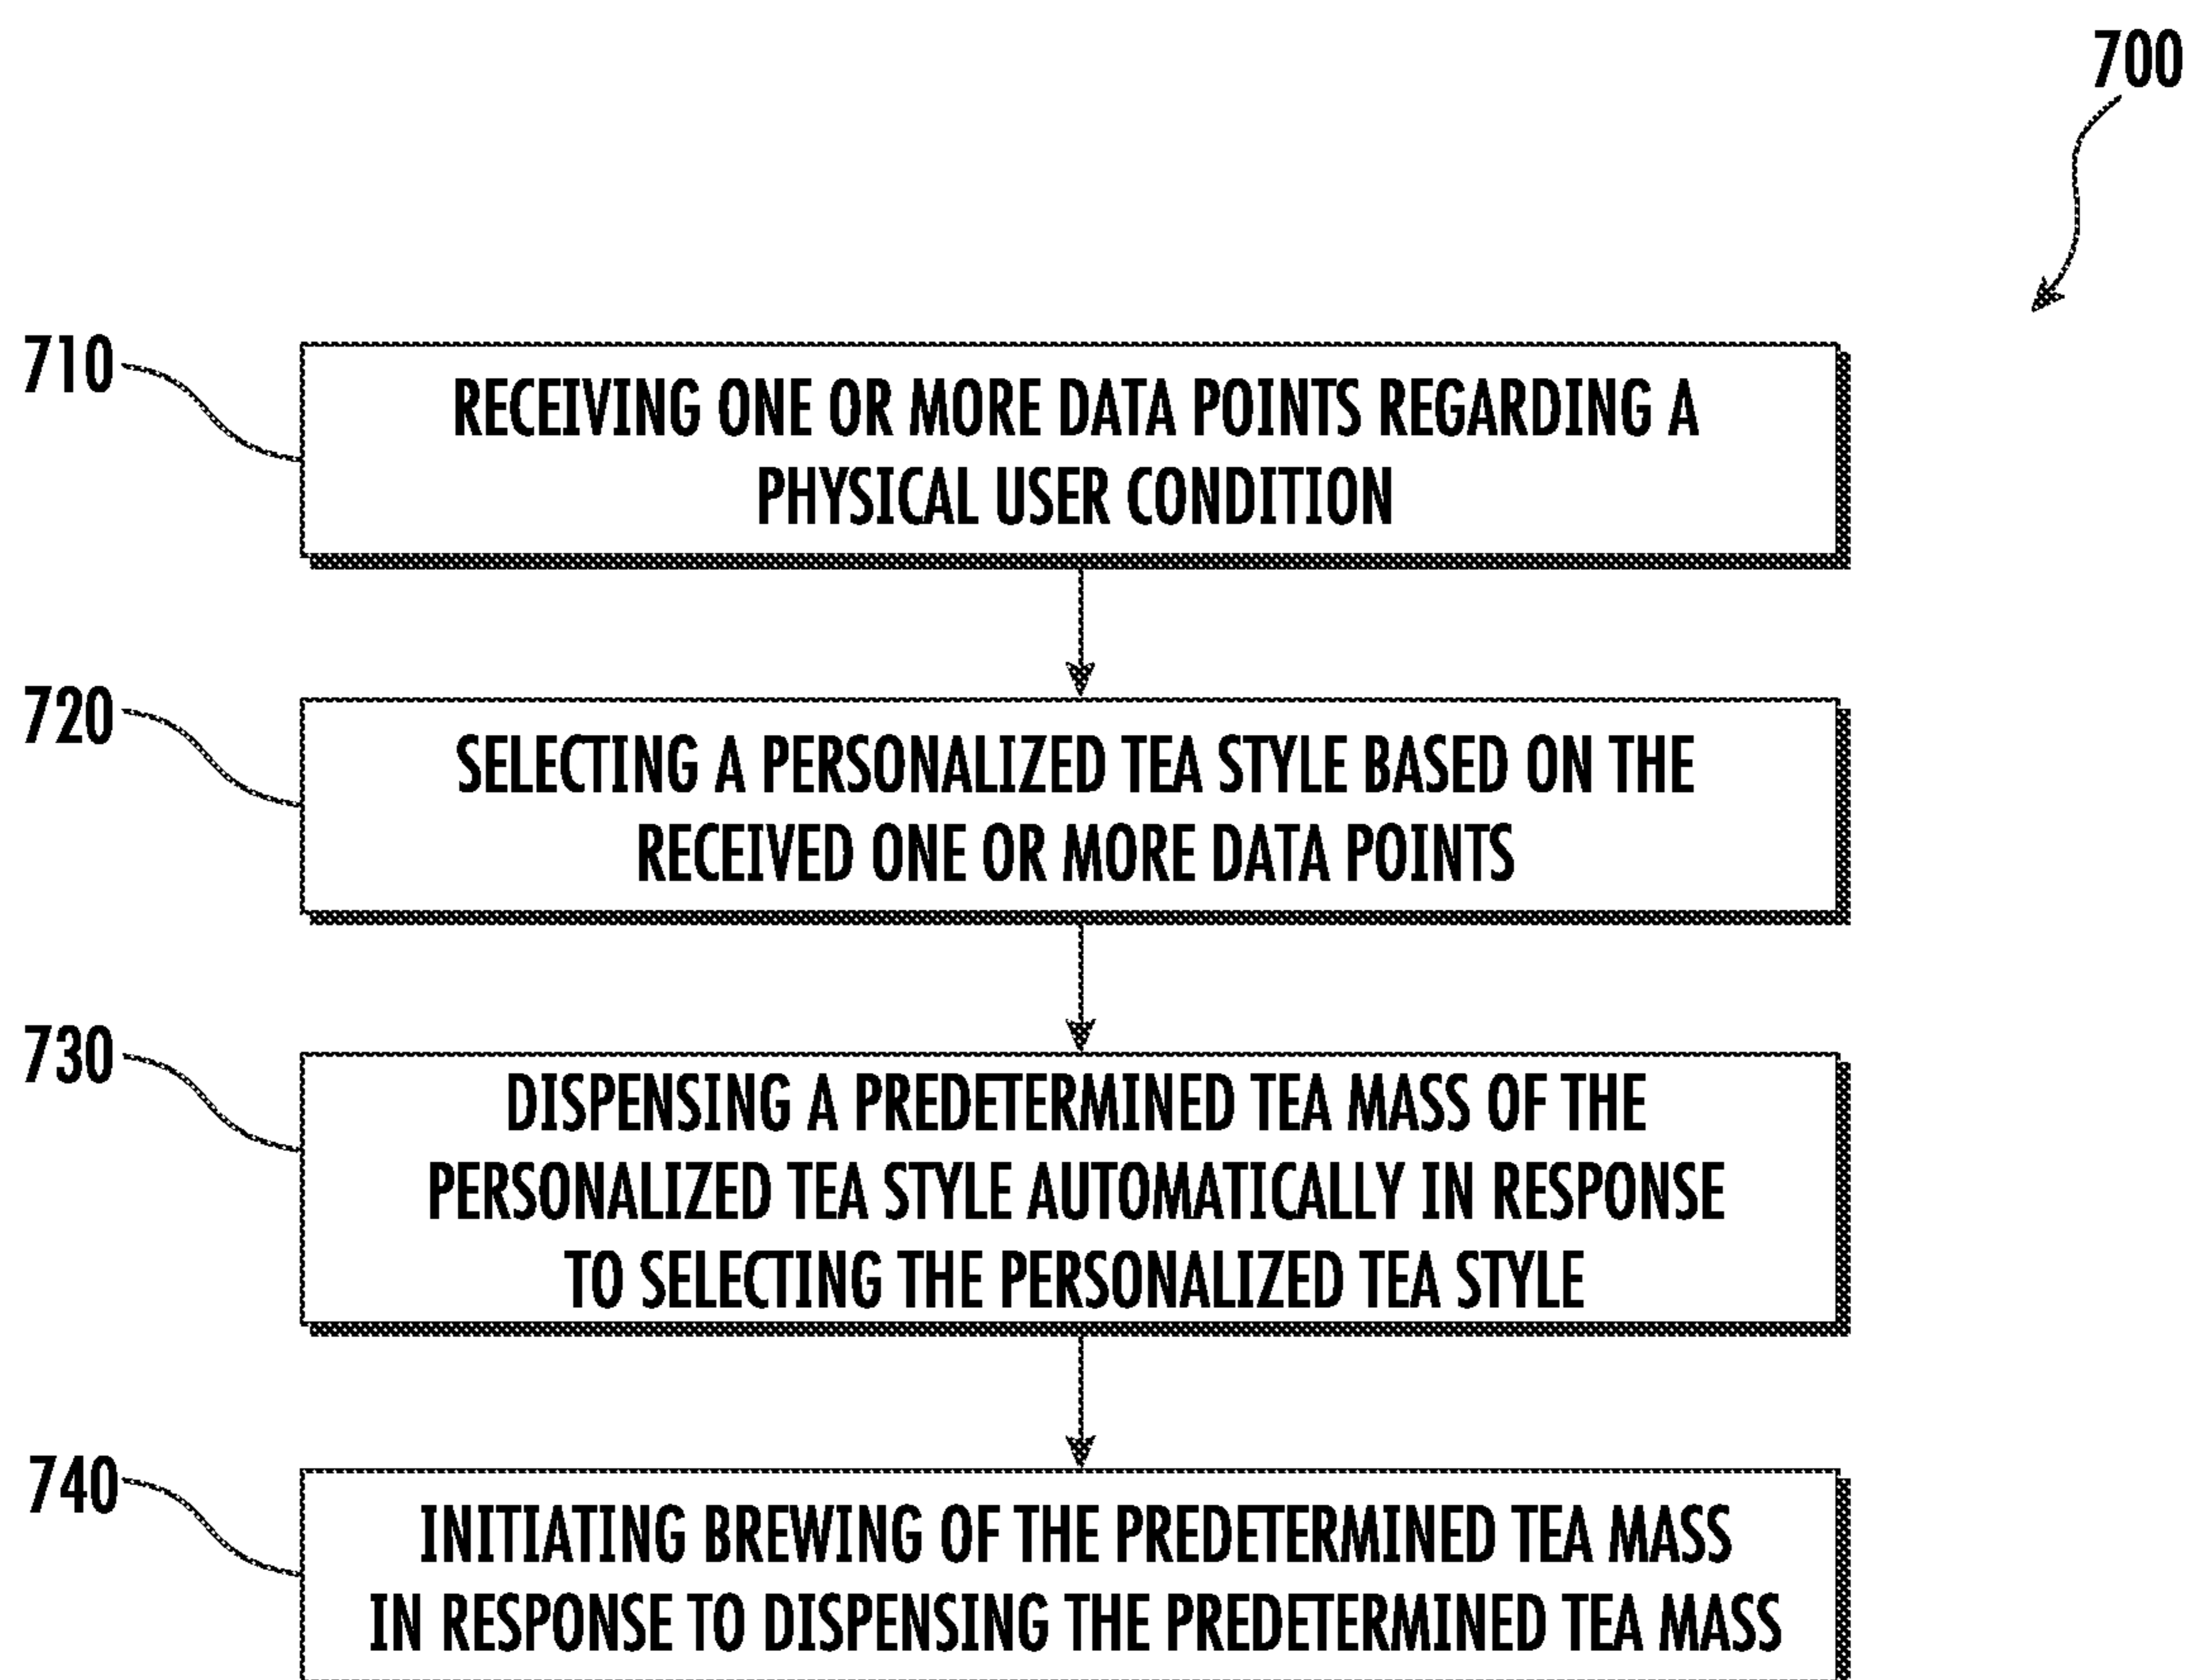 700
710
RECEIVING ONE OR MORE DATA POINTS REGARDING A
PHYSICAL USER CONDITION
720
SELECTING A PERSONALIZED TEA STYLE BASED ON THE
RECEIVED ONE OR MORE DATA POINTS
730
DISPENSING A PREDETERMINED TEA MASS OF THE
PERSONALIZED TEA STYLE AUTOMATICALLY IN RESPONSE
TO SELECTING THE PERSONALIZED TEA STYLE
740
INITIATING BREWING OF THE PREDETERMINED TEA MASS
IN RESPONSE TO DISPENSING THE PREDETERMINED TEA MASS